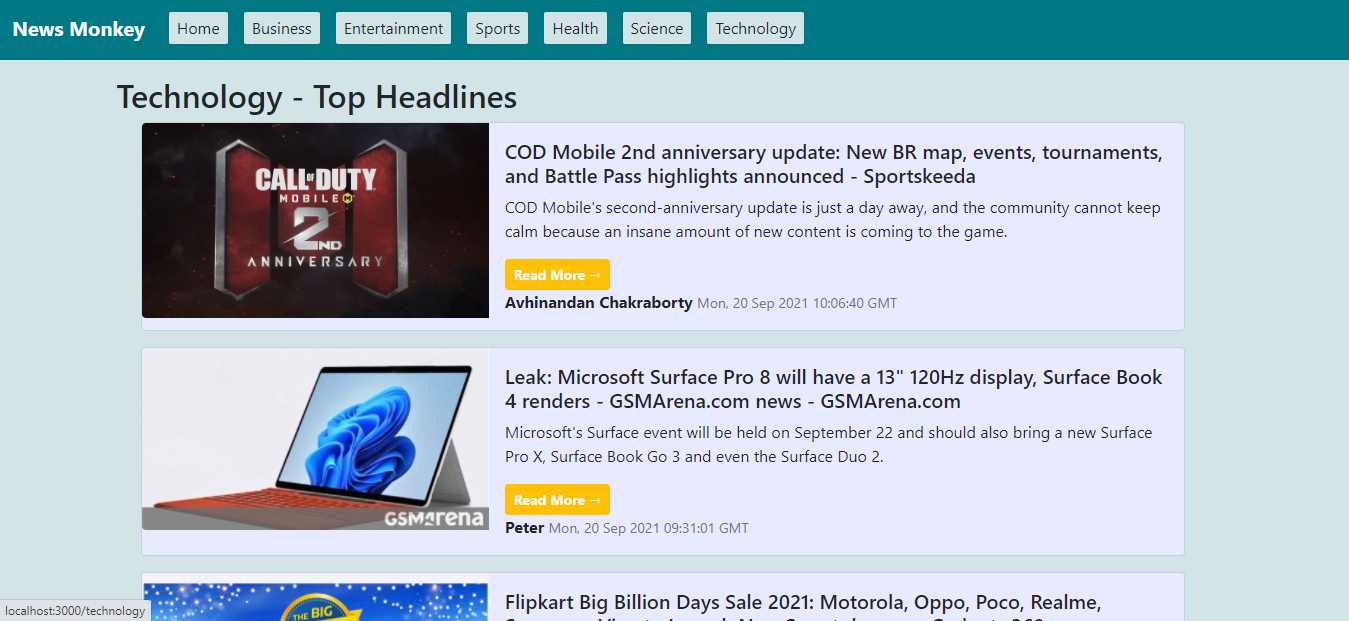 News Monkey Home Business Entertainment Sports Health Science Technology
Technology - Top Headlines
CALL OF DUTY
MOBILE
2ND
ANNIVERSARY
COD Mobile 2nd anniversary update: New BR map, events, tournaments,
and Battle Pass highlights announced - Sportskeeda
COD Mobile's second-anniversary update is just a day away, and the community cannot keep
calm because an insane amount of new content is coming to the game.
Read More →
Avhinandan Chakraborty Mon, 20 Sep 2021 10:06:40 GMT
GSMArena
Leak: Microsoft Surface Pro 8 will have a 13" 120Hz display, Surface Book
4 renders - GSMArena.com news - GSMArena.com
Microsoft's Surface event will be held on September 22 and should also bring a new Surface
Pro X, Surface Book Go 3 and even the Surface Duo 2.
Read More →
Peter Mon, 20 Sep 2021 09:31:01 GMT
THE BIG
Flipkart Big Billion Days Sale 2021: Motorola, Oppo, Poco, Realme,
localhost:3000/technology